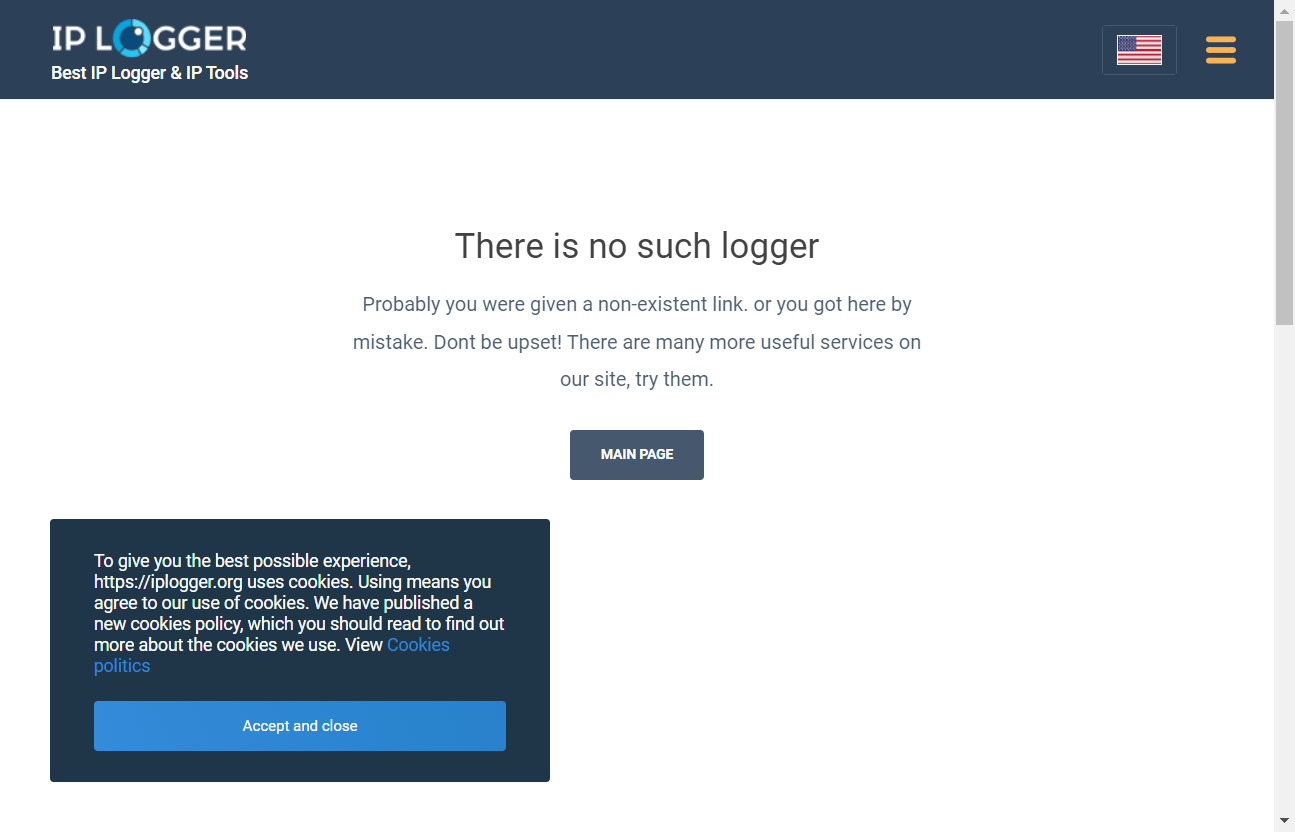 IP LOGGER
Best IP Logger & IP Tools
There is no such logger
Probably you were given a non-existent link. or you got here by
mistake. Dont be upset! There are many more useful services on
our site, try them.
MAIN PAGE
To give you the best possible experience,
https://iplogger.org uses cookies. Using means you
agree to our use of cookies. We have published a
new cookies policy, which you should read to find out
more about the cookies we use. View Cookies
politics
Accept and close